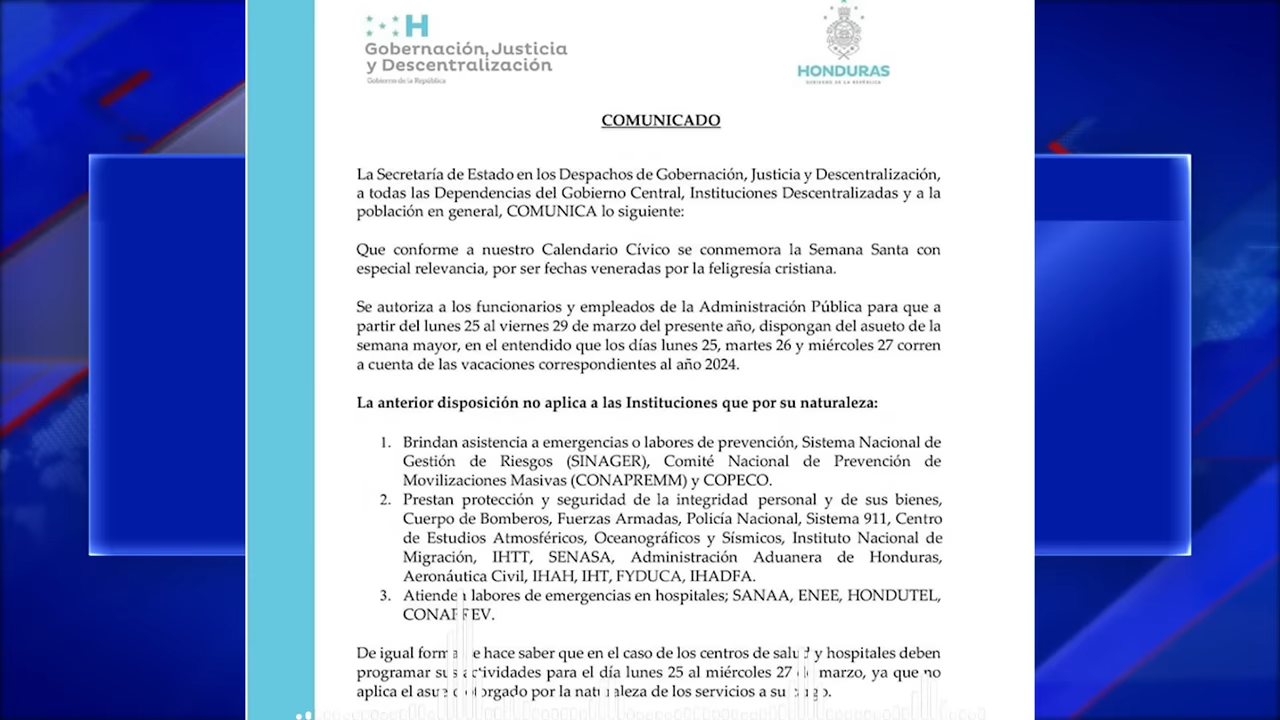 H
Gobernación, Justicia
y Descentralización
Gobierno de la República
HONDURAS
GOBIERNO DE LA REPÚBLICA
COMUNICADO
La Secretaría de Estado en los Despachos de Gobernación, Justicia y Descentralización,
a todas las Dependencias del Gobierno Central, Instituciones Descentralizadas y a la
población en general, COMUNICA lo siguiente:
Que conforme a nuestro Calendario Cívico se conmemora la Semana Santa con
especial relevancia, por ser fechas veneradas por la feligresía cristiana.
Se autoriza a los funcionarios y empleados de la Administración Pública para que a
partir del lunes 25 al viernes 29 de marzo del presente año, dispongan del asueto de la
semana mayor, en el entendido que los días lunes 25, martes 26 y miércoles 27 corren
a cuenta de las vacaciones correspondientes al año 2024.
La anterior disposición no aplica a las Instituciones que por su naturaleza:
1. Brindan asistencia a emergencias o labores de prevención, Sistema Nacional de
Gestión de Riesgos (SINAGER), Comité Nacional de Prevención de
Movilizaciones Masivas (CONAPREMM) y COPECO.
2. Prestan protección y seguridad de la integridad personal y de sus bienes,
Cuerpo de Bomberos, Fuerzas Armadas, Policía Nacional, Sistema 911, Centro
de Estudios Atmosféricos, Oceanográficos y Sísmicos, Instituto Nacional de
Migración, IHTT, SENASA, Administración Aduanera de Honduras,
Aeronáutica Civil, IHAH, IHT, FYDUCA, IHADFA.
3. Atienden labores de emergencias en hospitales; SANAA, ENEE, HONDUTEL,
De igual forma se hace saber que en el caso de los centros de salud y hospitales deben
programar sus actividades para el día lunes 25 al miércoles 27 de marzo, ya que no
aplica el asueto otorgado por la naturaleza de los servicios a su cargo.